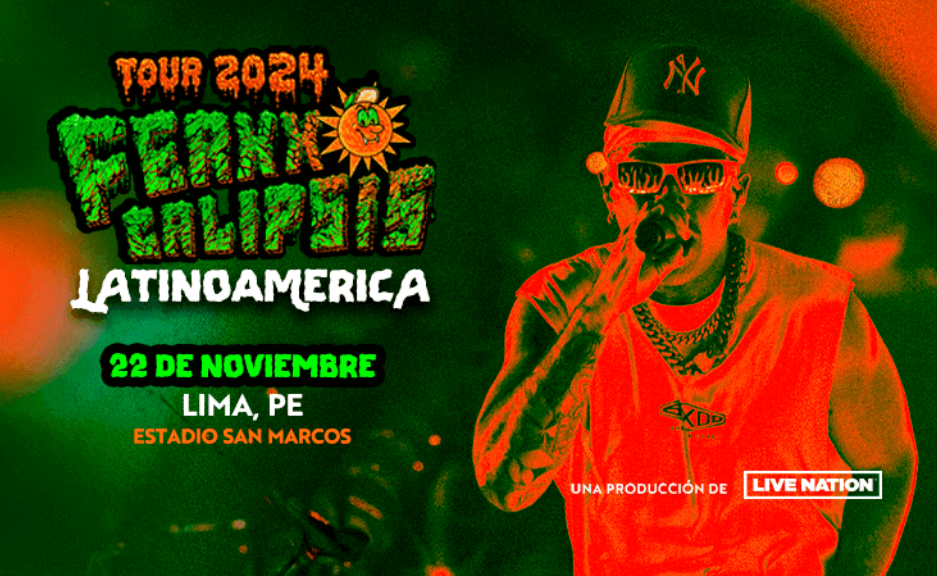 TOUR 2024
FERXXO
CALIPSIS
LATINOAMERICA
22 DE NOVIEMBRE
LIMA, PE
ESTADIO SAN MARCOS
NY
UNA PRODUCCIÓN DE
LIVE NATION